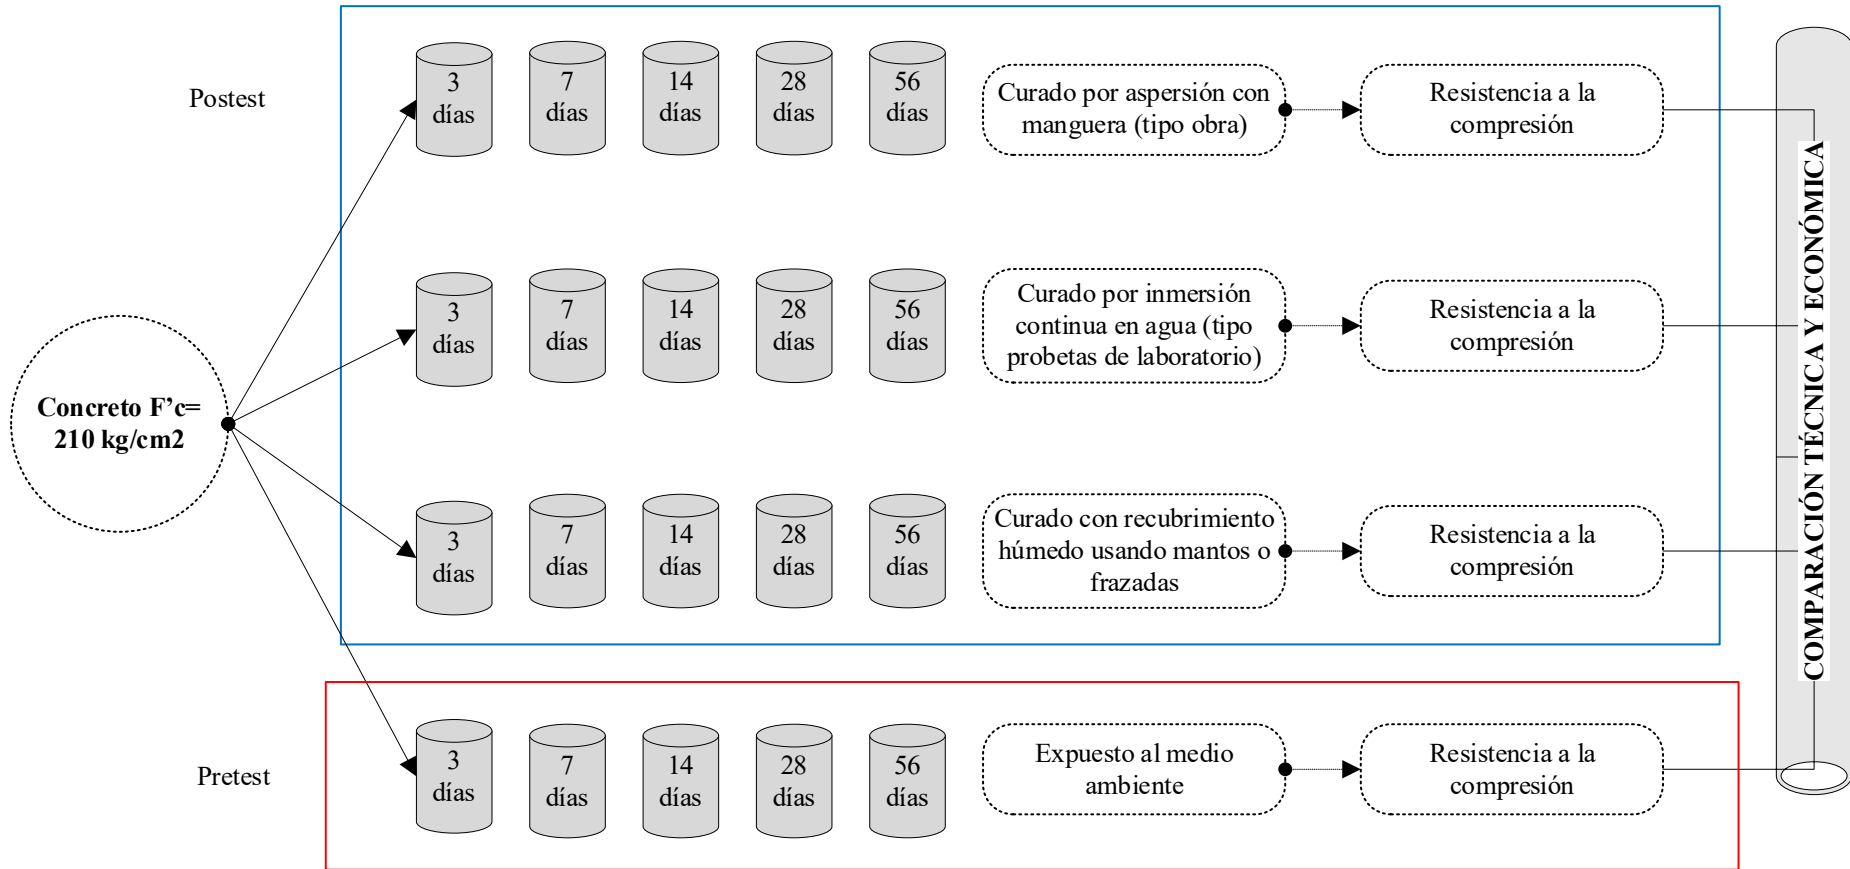 Postest
3
días
7
días
14
días
28
días
56
días
Curado por aspersión con
manguera (tipo obra)
Resistencia a la
compresión
3
días
7
días
14
días
28
días
56
días
Curado por inmersión
continua en agua (tipo
probetas de laboratorio)
Resistencia a la
compresión
Concreto F’c=
210 kg/cm2
3
días
7
días
14
días
28
días
56
días
Curado con recubrimiento
húmedo usando mantos o
frazadas
Resistencia a la
compresión
Pretest
3
días
7
días
14
días
28
días
56
días
Expuesto al medio
ambiente
Resistencia a la
compresión
COMPARACIÓN TÉCNICA Y ECONÓMICA